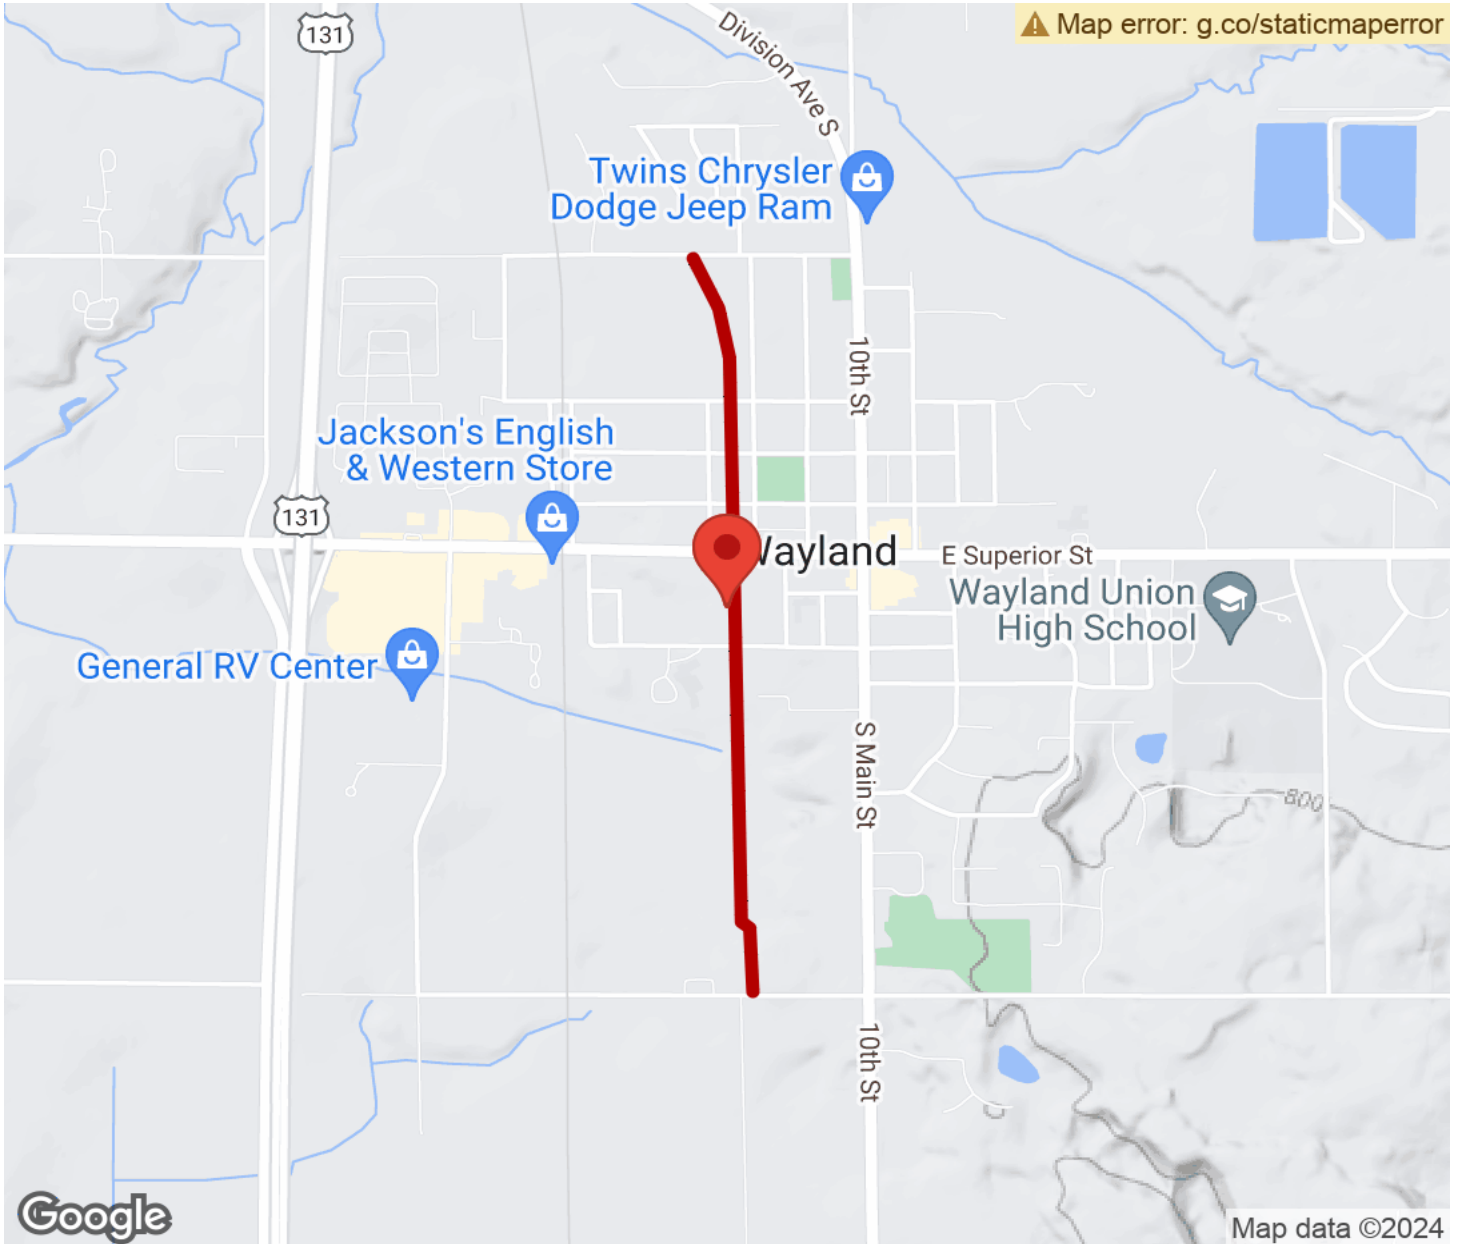 131
Division Ave S
Map error: g.co/staticmaperror
Twins Chrysler
Dodge Jeep Ram
10th St
Jackson's English
& Western Store
131
Wayland
E Superior St
Wayland Union
High School
General RV Center
S Main St
800
10th St
Google
Map data ©2024